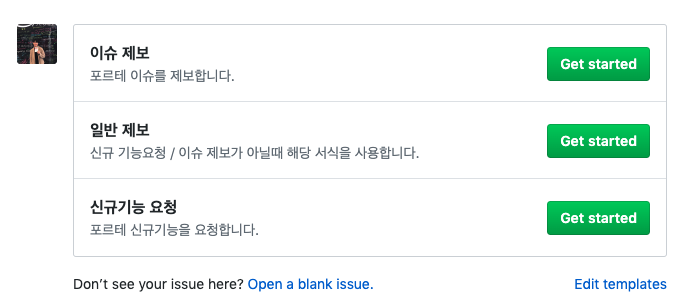 이슈 제보
포르테 이슈를 제보합니다.
Get started
일반 제보
신규 기능요청 / 이슈 제보가 아닐때 해당 서식을 사용합니다.
Get started
신규기능 요청
포르테 신규기능을 요청합니다.
Get started
Don’t see your issue here? Open a blank issue.
Edit templates